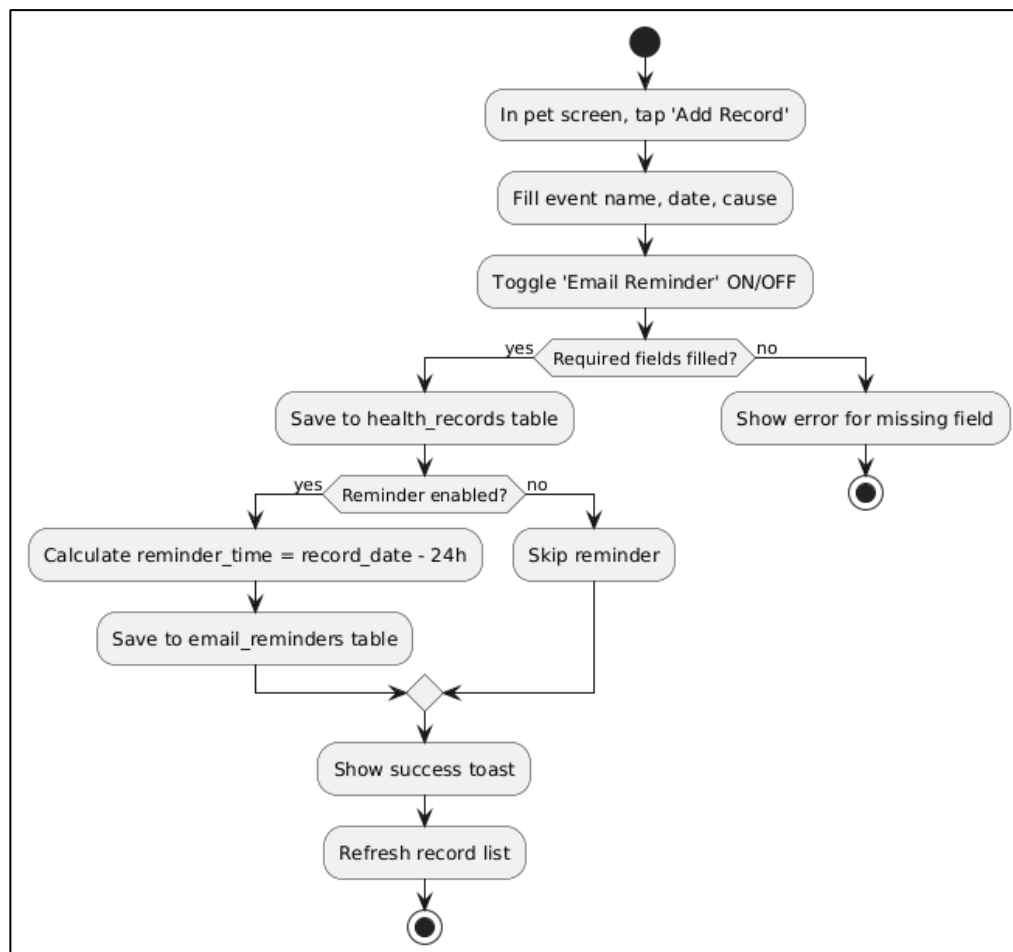 In pet screen, tap 'Add Record'
Fill event name, date, cause
Toggle 'Email Reminder' ON/OFF
yes
Required fields filled?
no
Save to health_records table
Show error for missing field
yes
Reminder enabled?
no
Calculate reminder_time = record_date - 24h
Skip reminder
Save to email_reminders table
Show success toast
Refresh record list